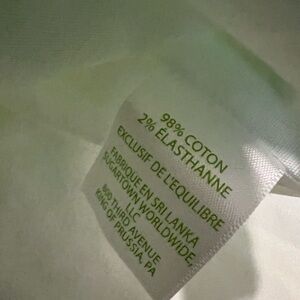 98% COTON
2% ÉLASTHANNE
EXCLUSIF DE L'EQUILIBRE
FABRIQUE EN SRI LANKA
SUGARTOWN WORLDWIDE,
LLC
800 THIRD AVENUE
KING OF PRUSSIA, PA